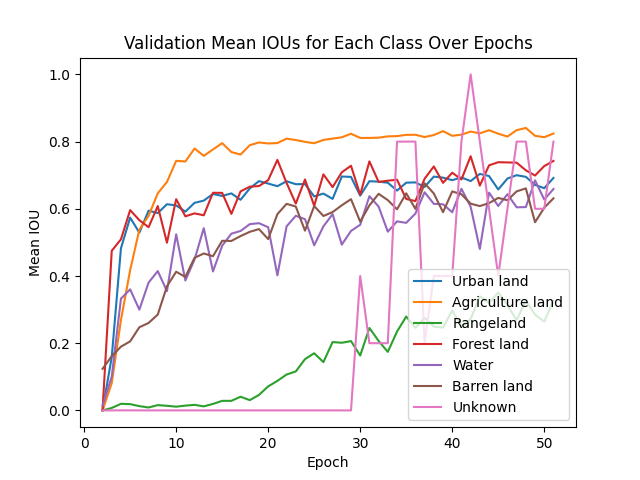 Validation Mean IOUs for Each Class Over Epochs
1.0
0.8
0.6
0.4
0.2
0.0
Mean IOU
0 10 20 30 40 50
Epoch
Urban land
Agriculture land
Rangeland
Forest land
Water
Barren land
Unknown